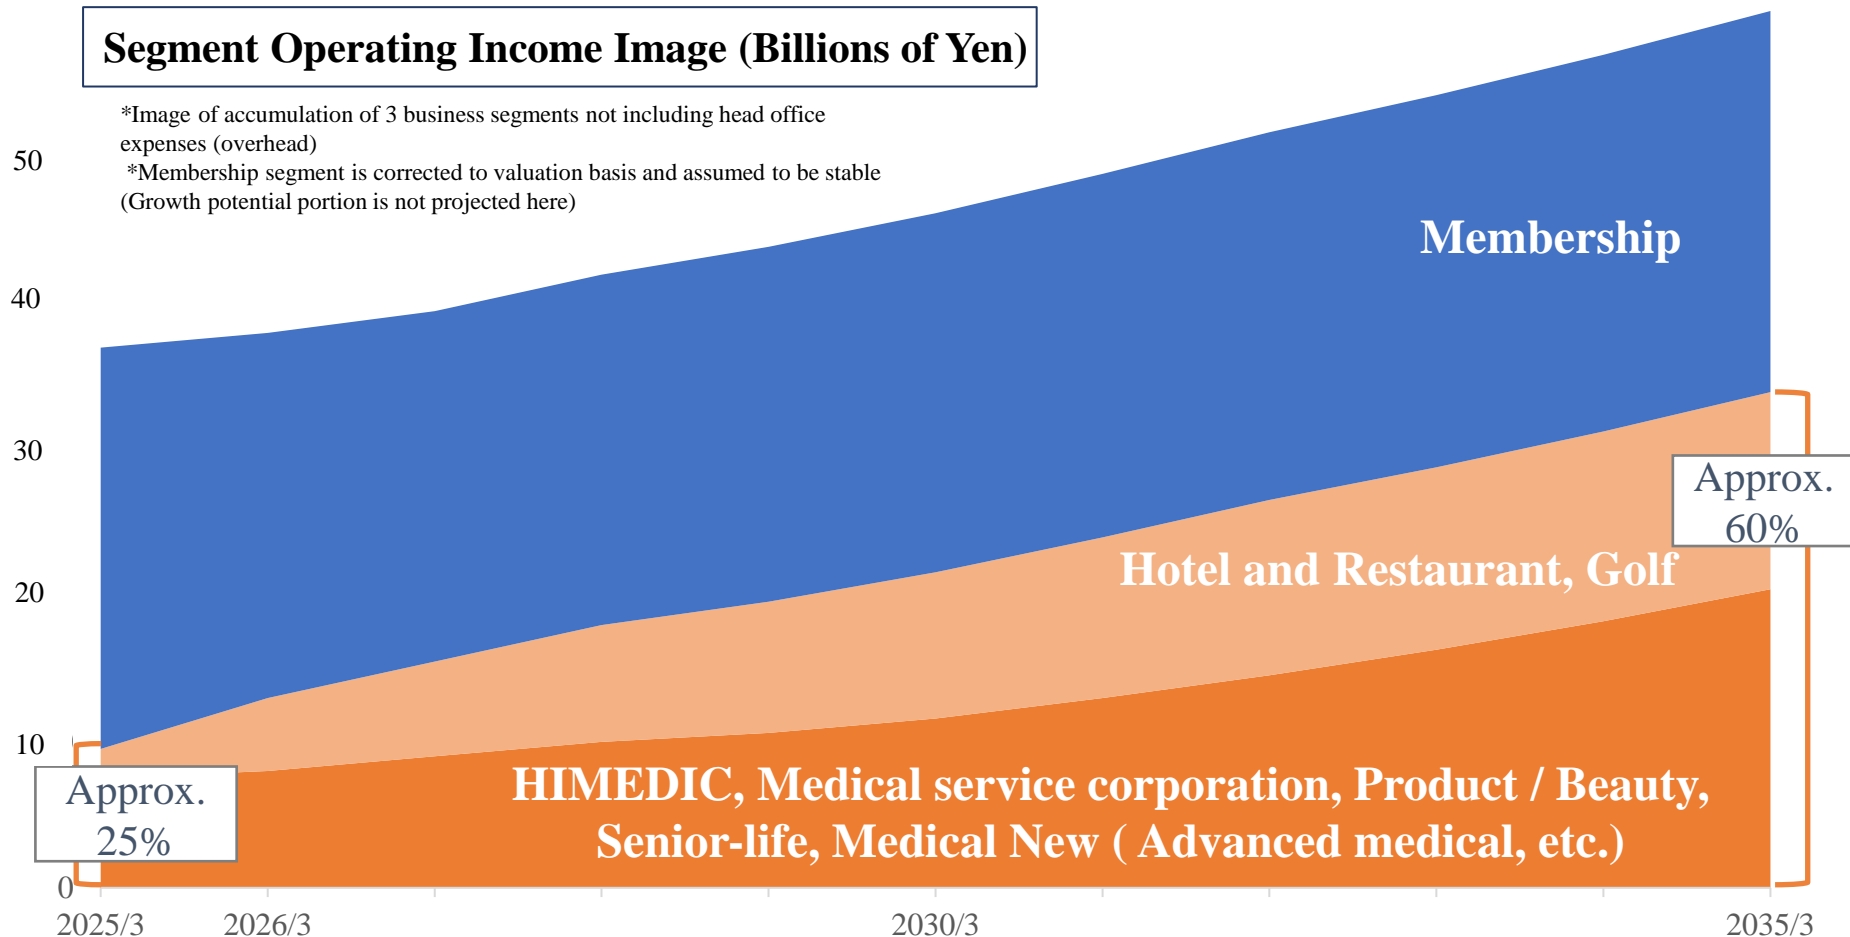 Segment Operating Income Image (Billions of Yen)
*Image of accumulation of 3 business segments not including head office
expenses (overhead)
*Membership segment is corrected to valuation basis and assumed to be stable
(Growth potential portion is not projected here)
50
40
30
20
10
0
Membership
Hotel and Restaurant, Golf
HIMEDIC, Medical service corporation, Product / Beauty,
Senior-life, Medical New ( Advanced medical, etc.)
Approx.
25%
Approx.
60%
2025/3
2026/3
2030/3
2035/3